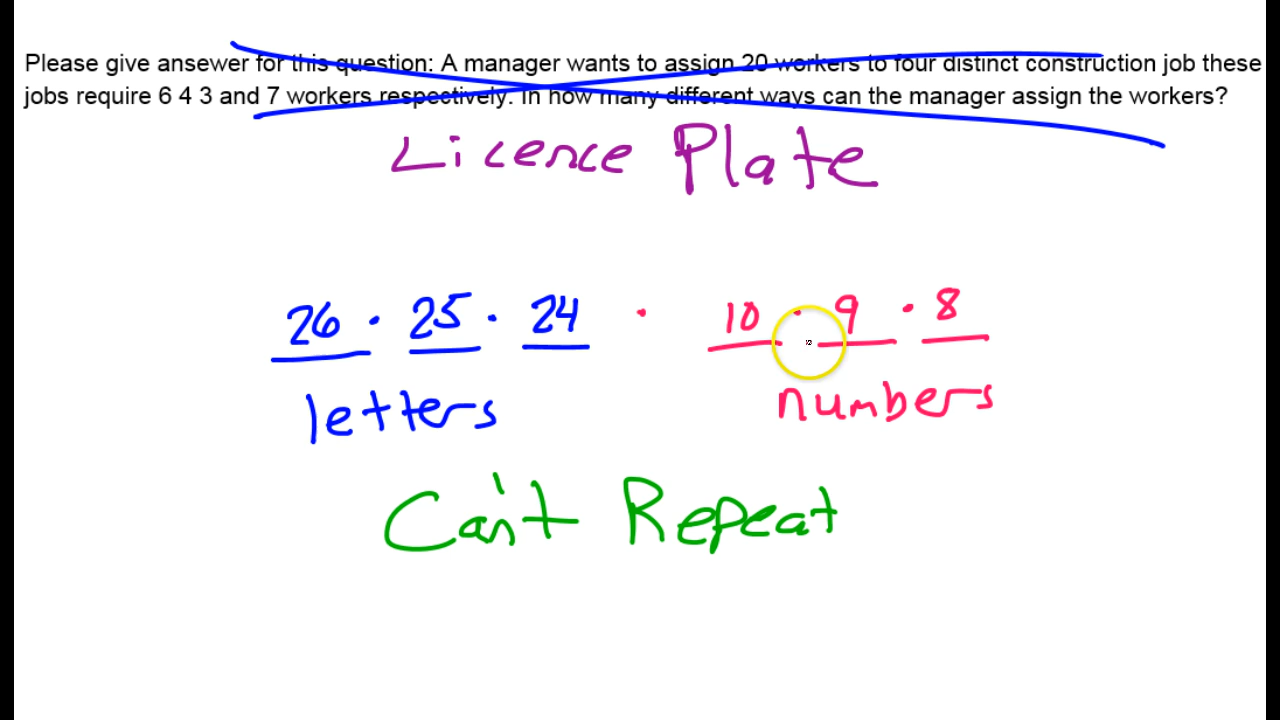 Please give ansewer for this question: A manager wants to assign 20 workers to four distinct construction job these
jobs require 6 4 3 and 7 workers respectively. In how many different ways can the manager assign the workers?
Licence Plate
26 · 25 · 24 · 10 · 9 · 8
letters numbers
Can't Repeat